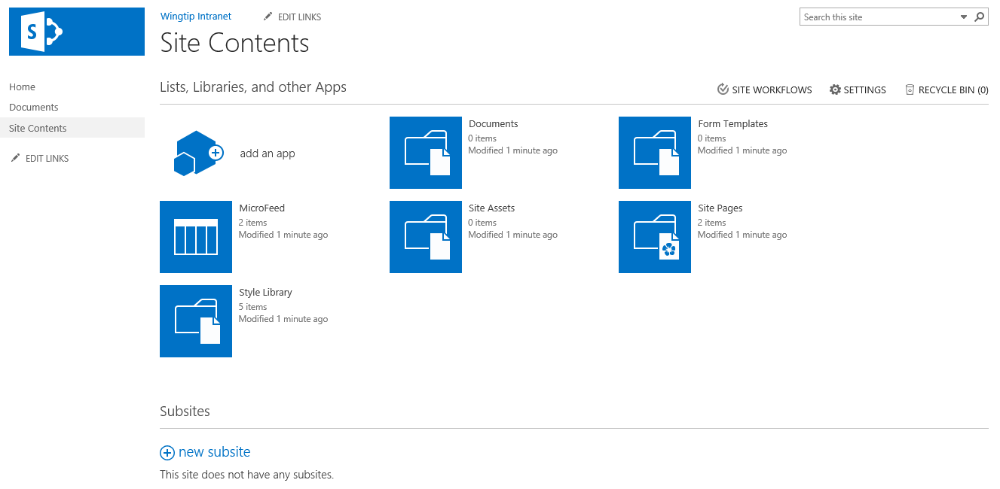 S
Wingtip Intranet
EDIT LINKS
Search this site
Site Contents
Home
Documents
Site Contents
EDIT LINKS
Lists, Libraries, and other Apps
SITE WORKFLOWS
SETTINGS
RECYCLE BIN (0)
add an app
Documents
0 items
Modified 1 minute ago
Form Templates
0 items
Modified 1 minute ago
MicroFeed
2 items
Modified 1 minute ago
Site Assets
0 items
Modified 1 minute ago
Site Pages
2 items
Modified 1 minute ago
Style Library
5 items
Modified 1 minute ago
Subsites
new subsite
This site does not have any subsites.